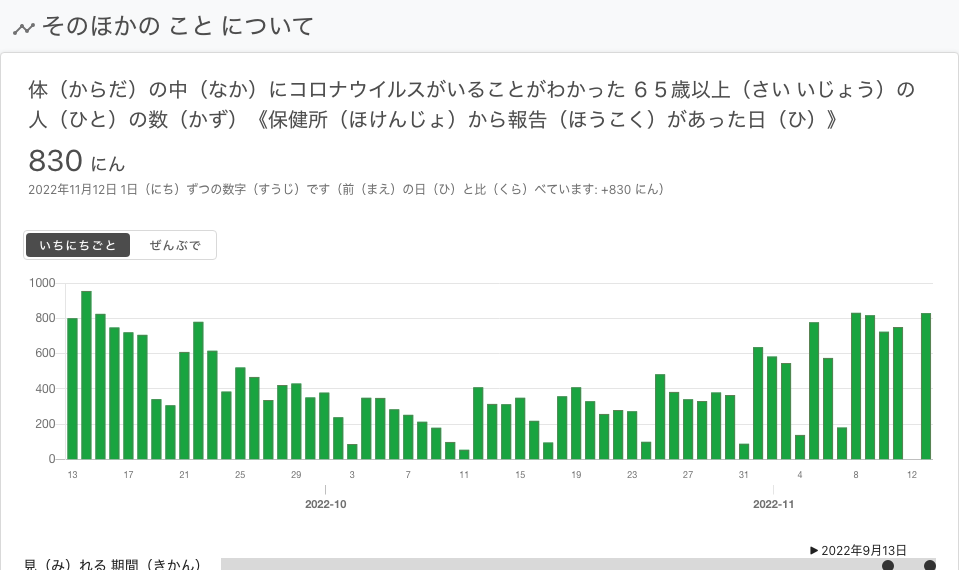 そのほかの こと について
体（からだ）の中（なか）にコロナウイルスがいることがわかった ６５歳以上（さい いじょう）の
人（ひと）の数（かず）《保健所（ほけんじょ）から報告（ほうこく）があった日（ひ）》
830 にん
2022年11月12日 1日（にち）ずつの数字（すうじ）です（前（まえ）の日（ひ）と比（くら）べています: +830 にん）
いちにちごと ぜんぶで
1000
800
600
400
200
0
13 17 21 25 29 3 7 11 15 19 23 27 31 4 8 12
2022-10 2022-11
▶ 2022年9月13日
見（み）れる 期間（きかん）